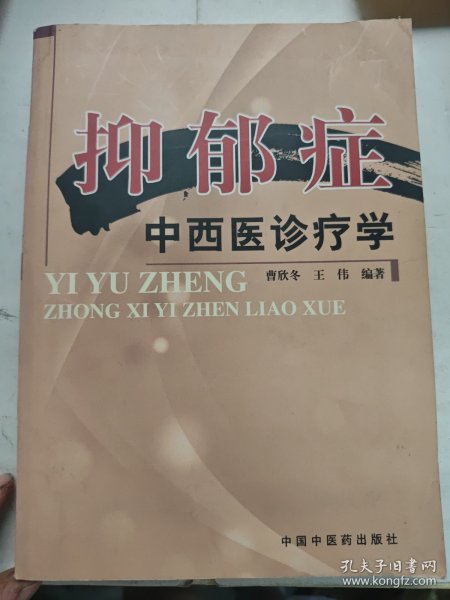 抑郁症
中西医诊疗学
YI YU ZHENG
曹欣冬 王伟 编著
ZHONG XI YI ZHEN LIAO XUE
中国中医药出版社
孔夫子旧书网
www.kongfz.com